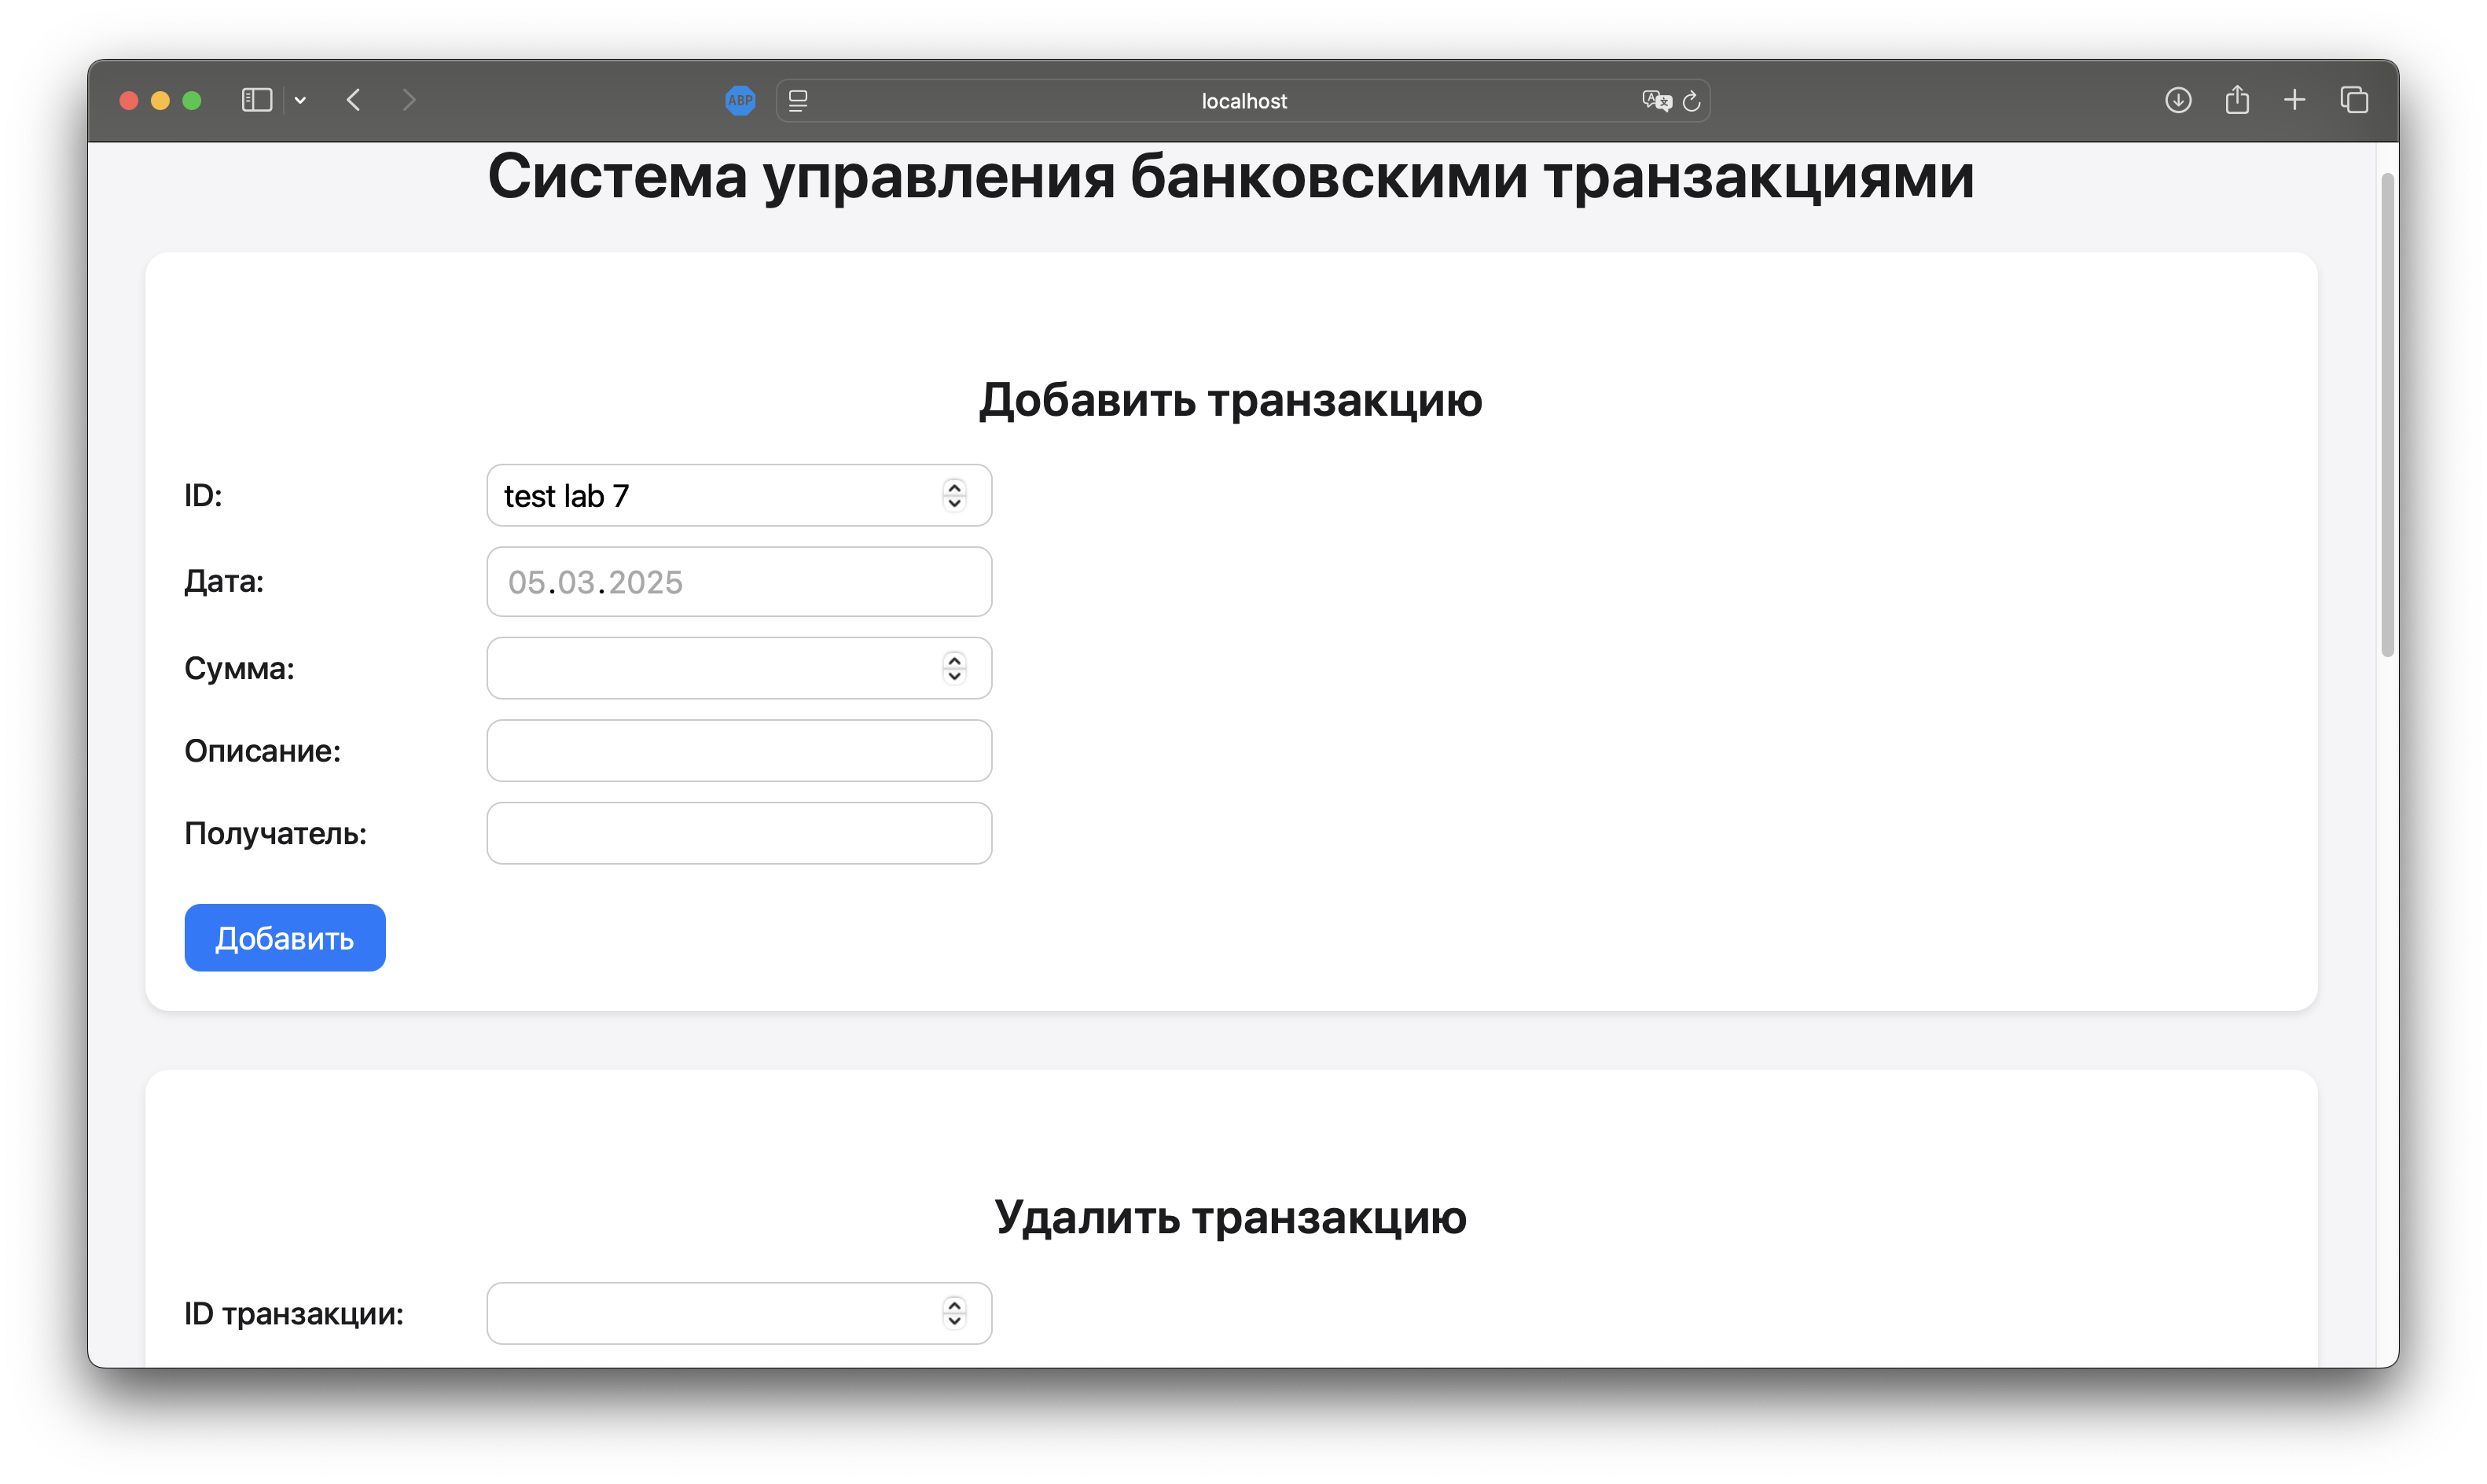 ABP
localhost
Система управления банковскими транзакциями
Добавить транзакцию
ID:
test lab 7
Дата:
05.03.2025
Сумма:
Описание:
Получатель:
Добавить
Удалить транзакцию
ID транзакции: